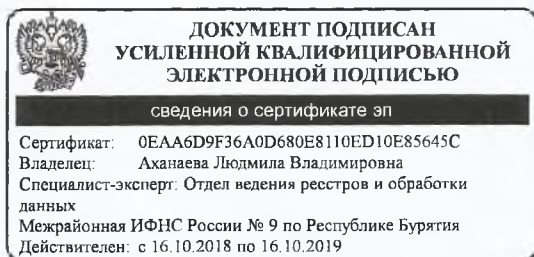 ДОКУМЕНТ ПОДПИСАН
УСИЛЕННОЙ КВАЛИФИЦИРОВАННОЙ
ЭЛЕКТРОННОЙ ПОДПИСЬЮ
сведения о сертификате эп
Сертификат: 0EAA6D9F36A0D680E8110ED10E85645C
Владелец: Аханаева Людмила Владимировна
Специалист-эксперт: Отдел ведения реестров и обработки
данных
Межрайонная ИФНС России № 9 по Республике Бурятия
Действителен: с 16.10.2018 по 16.10.2019